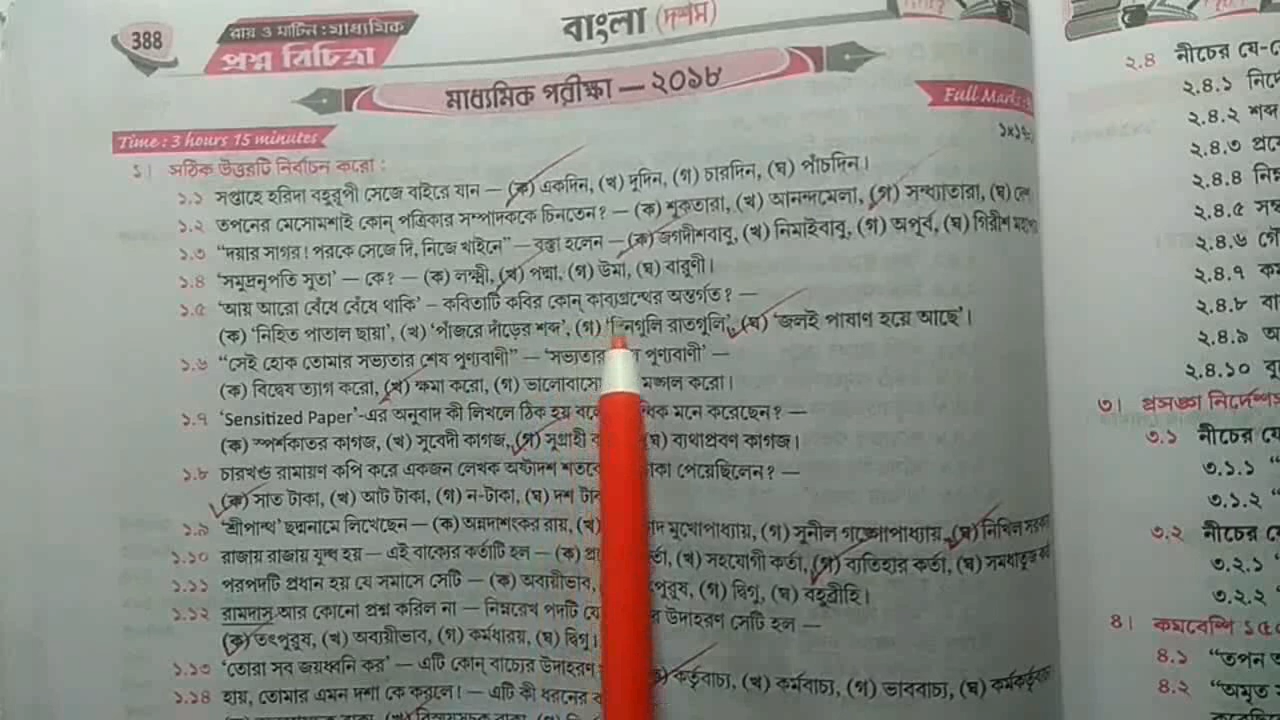 388
রায় ও মার্টিন : মাধ্যমিক
প্রশ্ন বিচিত্রা
বাংলা (দশম)
মাধ্যমিক পরীক্ষা — ২০১৮
Full Marks :
Time : 3 hours 15 minutes
১। সঠিক উত্তরটি নির্বাচন করো :
১.১ সপ্তাহে হরিদা বহুরূপী সেজে বাইরে যান — (ক) একদিন, (খ) দুদিন, (গ) চারদিন, (ঘ) পাঁচদিন।
১.২ তপনের মেসোমশাই কোন্ পত্রিকার সম্পাদককে চিনতেন? — (ক) শুকতারা, (খ) আনন্দমেলা, (গ) সন্ধ্যাতারা, (ঘ)
১.৩ “দয়ার সাগর! পরকে সেজে দি, নিজে খাইনে” — বক্তা হলেন — (ক) জগদীশবাবু, (খ) নিমাইবাবু, (গ) অপূর্ব, (ঘ) গিরীশ
১.৪ ‘সমুদ্রনৃপতি সুতা’ — কে? — (ক) লক্ষ্মী, (খ) পদ্মা, (গ) উমা, (ঘ) বারুণী।
১.৫ ‘আয় আরো বেঁধে বেঁধে থাকি’ – কবিতাটি কবির কোন্ কাব্যগ্রন্থের অন্তর্গত? —
(ক) ‘নিহিত পাতাল ছায়া’, (খ) ‘পাঁজরে দাঁড়ের শব্দ’, (গ) রাতগুলি’, (ঘ) ‘জলই পাষাণ হয়ে আছে’।
১.৬ “সেই হোক তোমার সভ্যতার শেষ পুণ্যবাণী” — ‘সভ্যতার পুণ্যবাণী’ —
(ক) বিদ্বেষ ত্যাগ করো, (খ) ক্ষমা করো, (গ) করো।
১.৭ ‘Sensitized Paper’-এর অনুবাদ কী লিখলে ঠিক হয় মনে করেছেন? —
(ক) স্পর্শকাতর কাগজ, (খ) সুবেদী কাগজ, (গ) সুগ্রাহী (ঘ) ব্যথাপ্রবণ কাগজ।
১.৮ চারখণ্ড রামায়ণ কপি করে একজন লেখক অষ্টাদশ পেয়েছিলেন? —
(ক) সাত টাকা, (খ) আট টাকা, (গ) ন-টাকা, (ঘ) দশ
১.৯ ‘শ্রীপান্থ’ ছদ্মনামে লিখেছেন — (ক) অন্নদাশংকর রায়, (খ) মুখোপাধ্যায়, (গ) সুনীল গঙ্গোপাধ্যায়, (ঘ) নিখিল
১.১০ রাজায় রাজায় যুদ্ধ হয় — এই বাক্যের কর্তাটি হল — (ক) (খ) সহযোগী কর্তা, (গ) ব্যতিহার কর্তা, (ঘ)
১.১১ পরপদটি প্রধান হয় যে সমাসে সেটি — (ক) অব্যয়ীভাব, (গ) দ্বিগু, (ঘ) বহুব্রীহি।
১.১২ রামদাস আর কোনো প্রশ্ন করিল না — নিম্নরেখ পদটি উদাহরণ সেটি হল —
(ক) তৎপুরুষ, (খ) অব্যয়ীভাব, (গ) কর্মধারয়, (ঘ) দ্বিগু।
১.১৩ ‘তোরা সব জয়ধ্বনি কর’ — এটি কোন্ বাচ্যের উদাহরণ কর্তৃবাচ্য, (খ) কর্মবাচ্য, (গ) ভাববাচ্য, (ঘ)
১.১৪ হায়, তোমার এমন দশা কে করলে! — এটি কী ধরনের
২.৪ নীচের
২.৪.১
২.৪.২ শব্দ
২.৪.৩
২.৪.৪
২.৪.৫
২.৪.৬
২.৪.৭
২.৪.৮
২.৪.৯
২.৪.১০
৩। প্রসঙ্গ
৩.১ নীচের
৩.১.১
৩.১.২
৩.২ নীচের
৩.২.১
৩.২.২
৪। কমবেশি
৪.১ “তপন
৪.২ “অমৃত